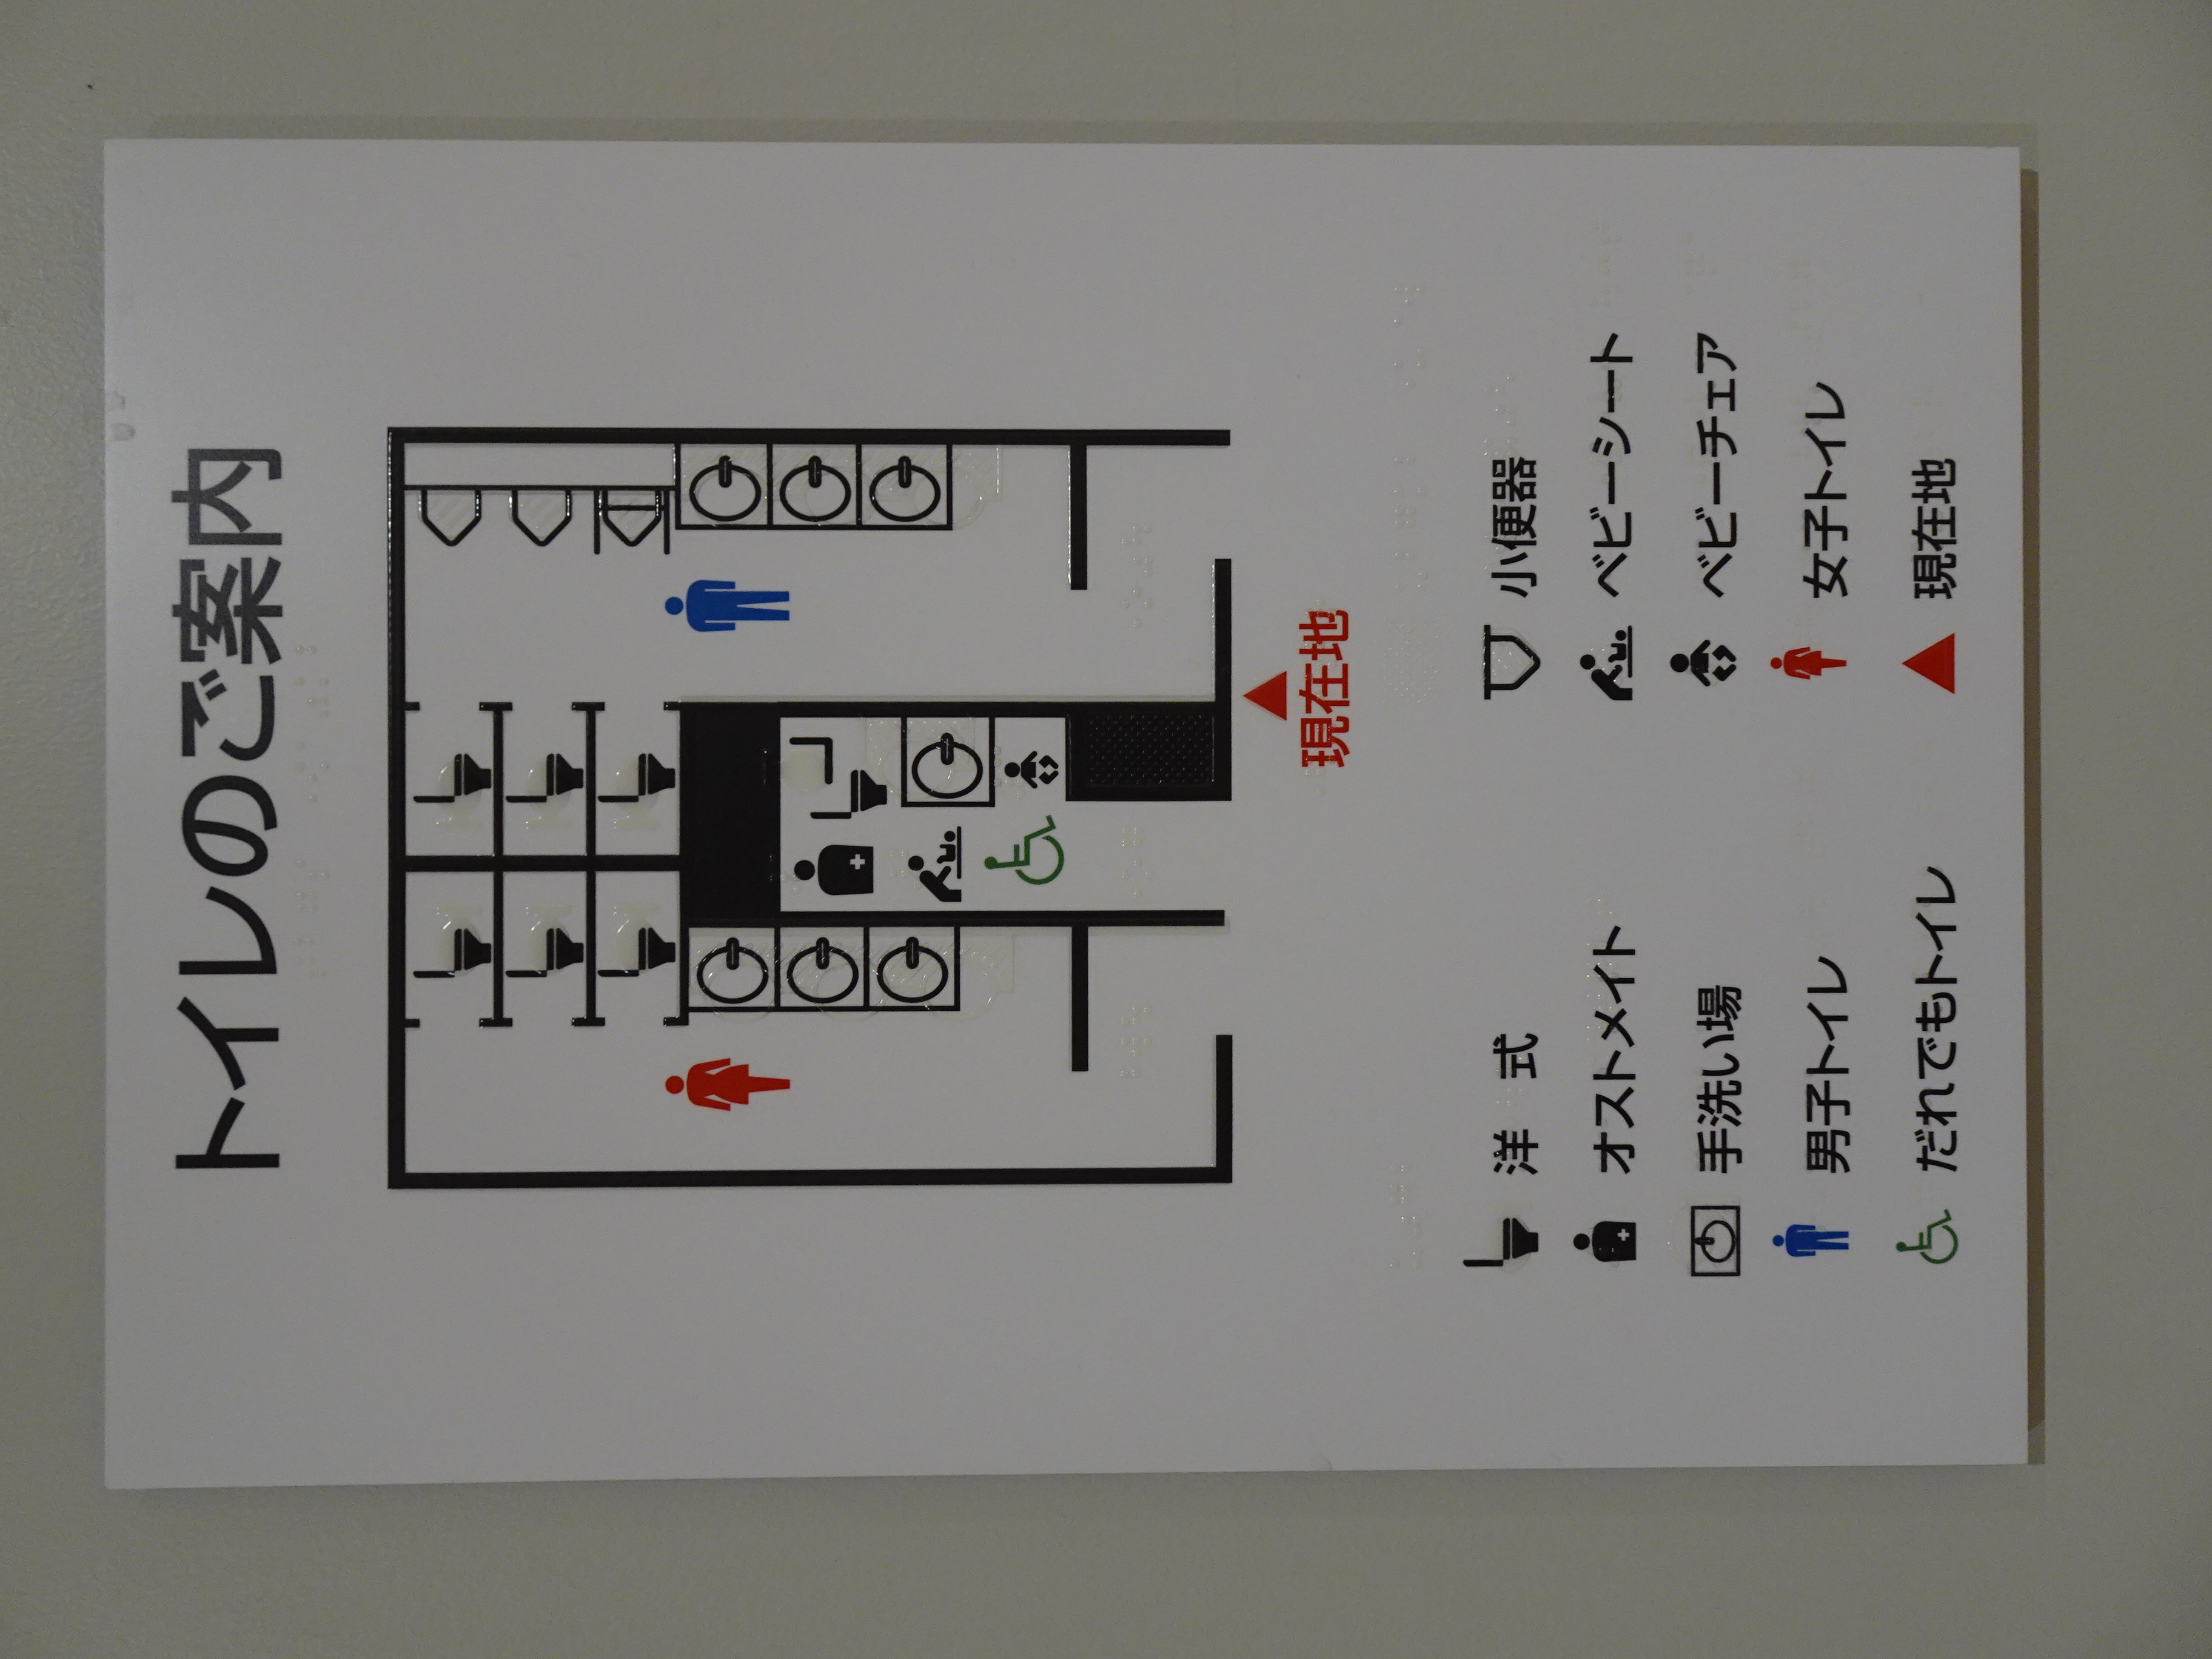 トイレのご案内
現在地
洋　式
小便器
オストメイト
ベビーシート
手洗い場
ベビーチェア
男子トイレ
女子トイレ
だれでもトイレ
現在地